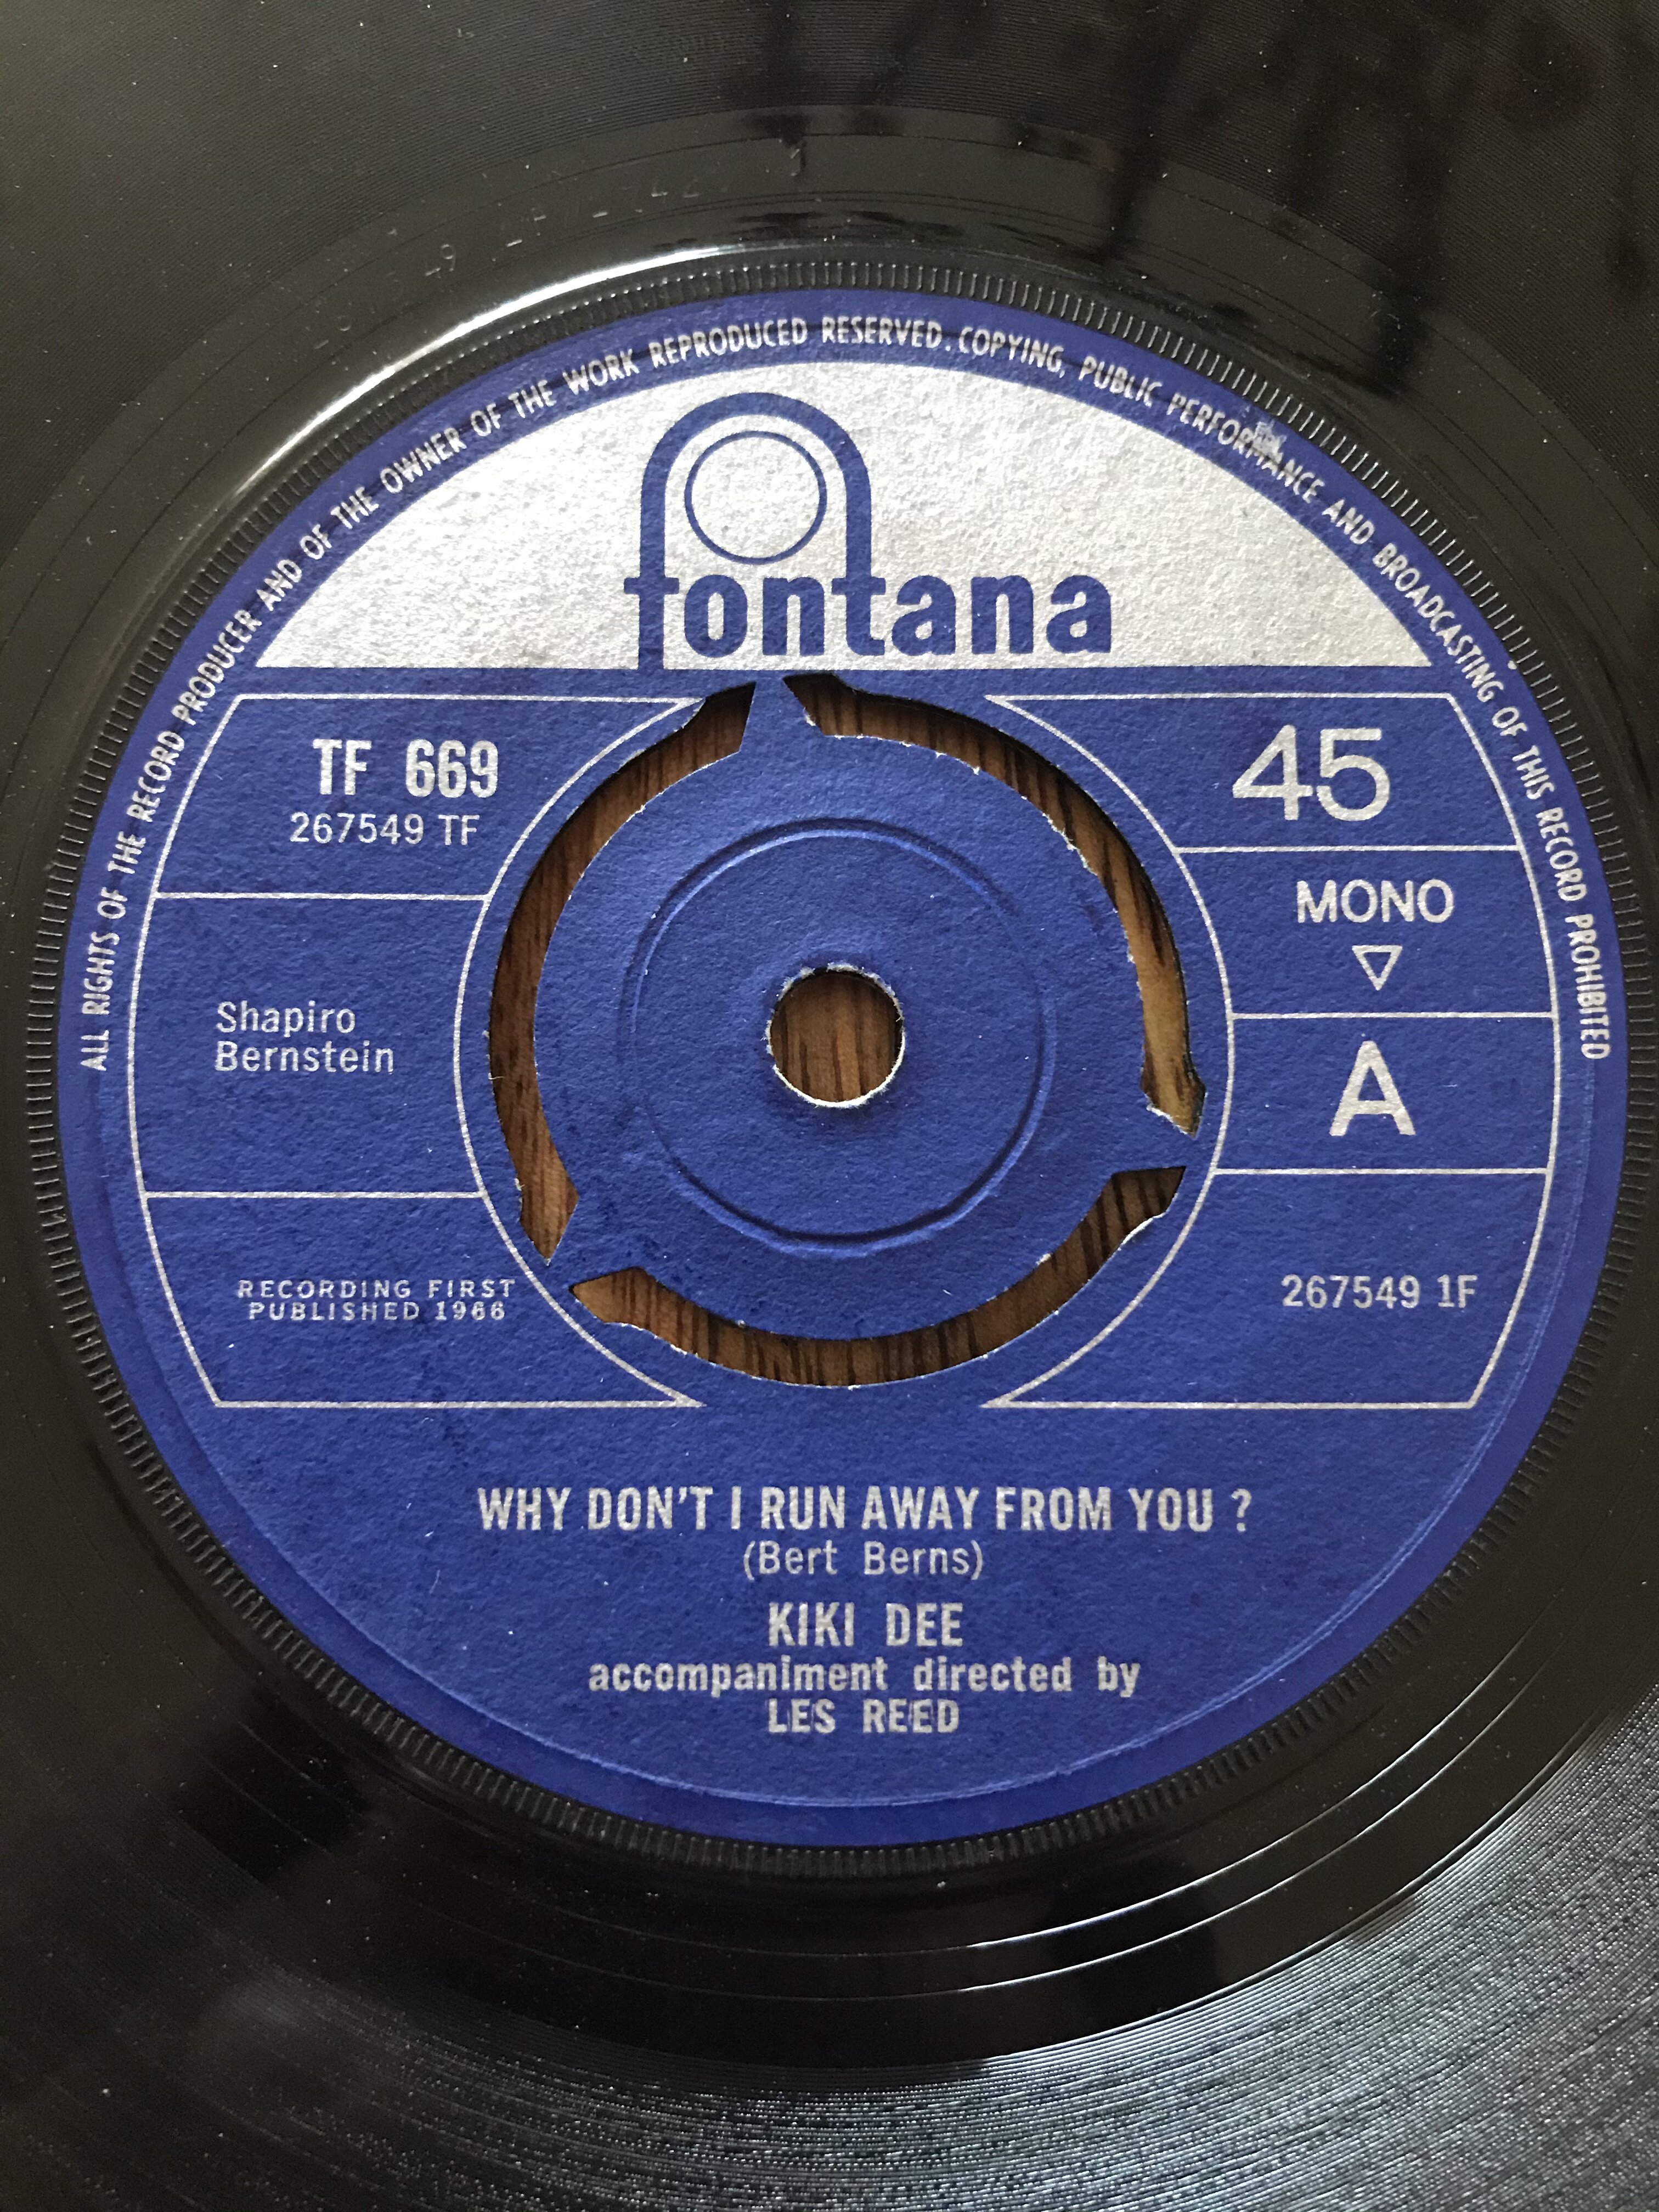 ALL RIGHTS OF THE RECORD PRODUCER AND OF THE OWNER OF THE WORK REPRODUCED RESERVED. COPYING, PUBLIC PERFORMANCE AND BROADCASTING OF THIS RECORD PROHIBITED
fontana
TF 669
267549 TF
Shapiro
Bernstein
RECORDING FIRST
PUBLISHED 1966
45
MONO
A
267549 1F
WHY DON'T I RUN AWAY FROM YOU ?
(Bert Berns)
KIKI DEE
accompaniment directed by
LES REED